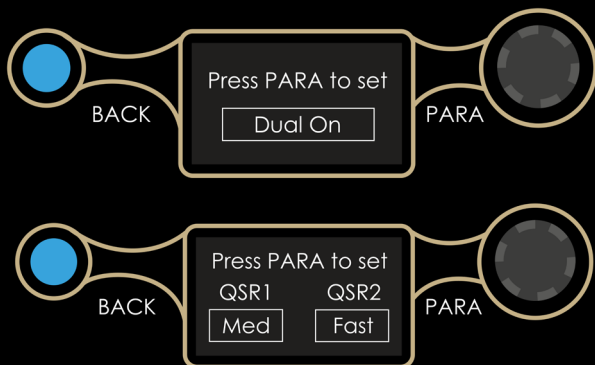 Press PARA to set
Dual On
BACK
PARA
Press PARA to set
QSR1 QSR2
Med Fast
BACK
PARA